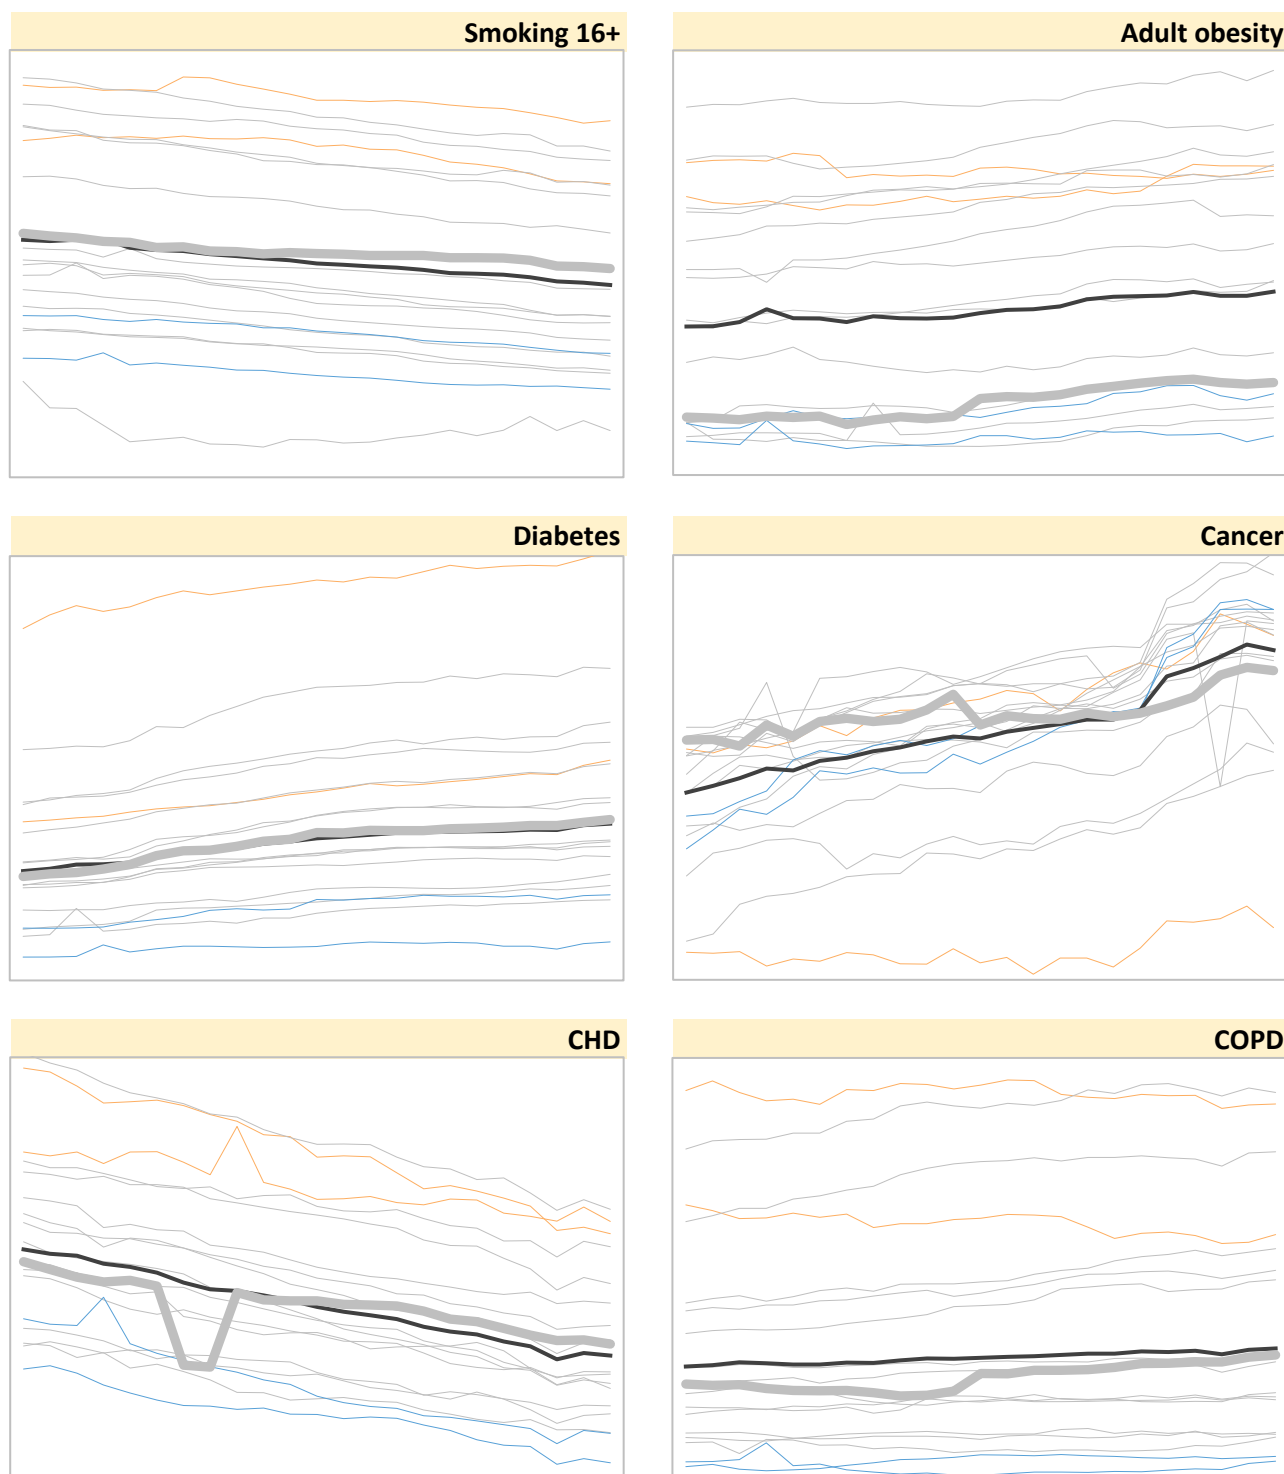 Smoking 16+
Adult obesity
Diabetes
Cancer
CHD
COPD